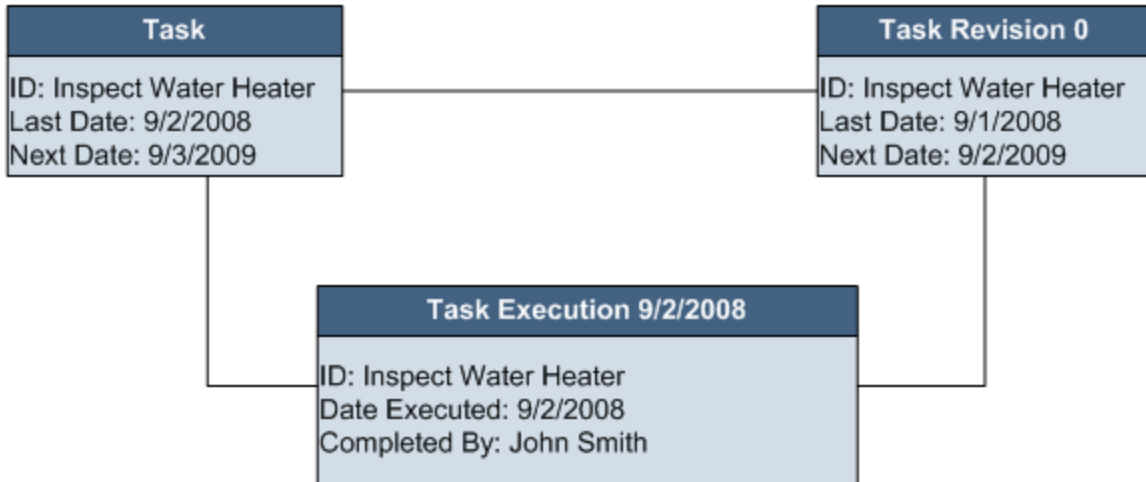 Task
ID: Inspect Water Heater
Last Date: 9/2/2008
Next Date: 9/3/2009
Task Revision 0
ID: Inspect Water Heater
Last Date: 9/1/2008
Next Date: 9/2/2009
Task Execution 9/2/2008
ID: Inspect Water Heater
Date Executed: 9/2/2008
Completed By: John Smith